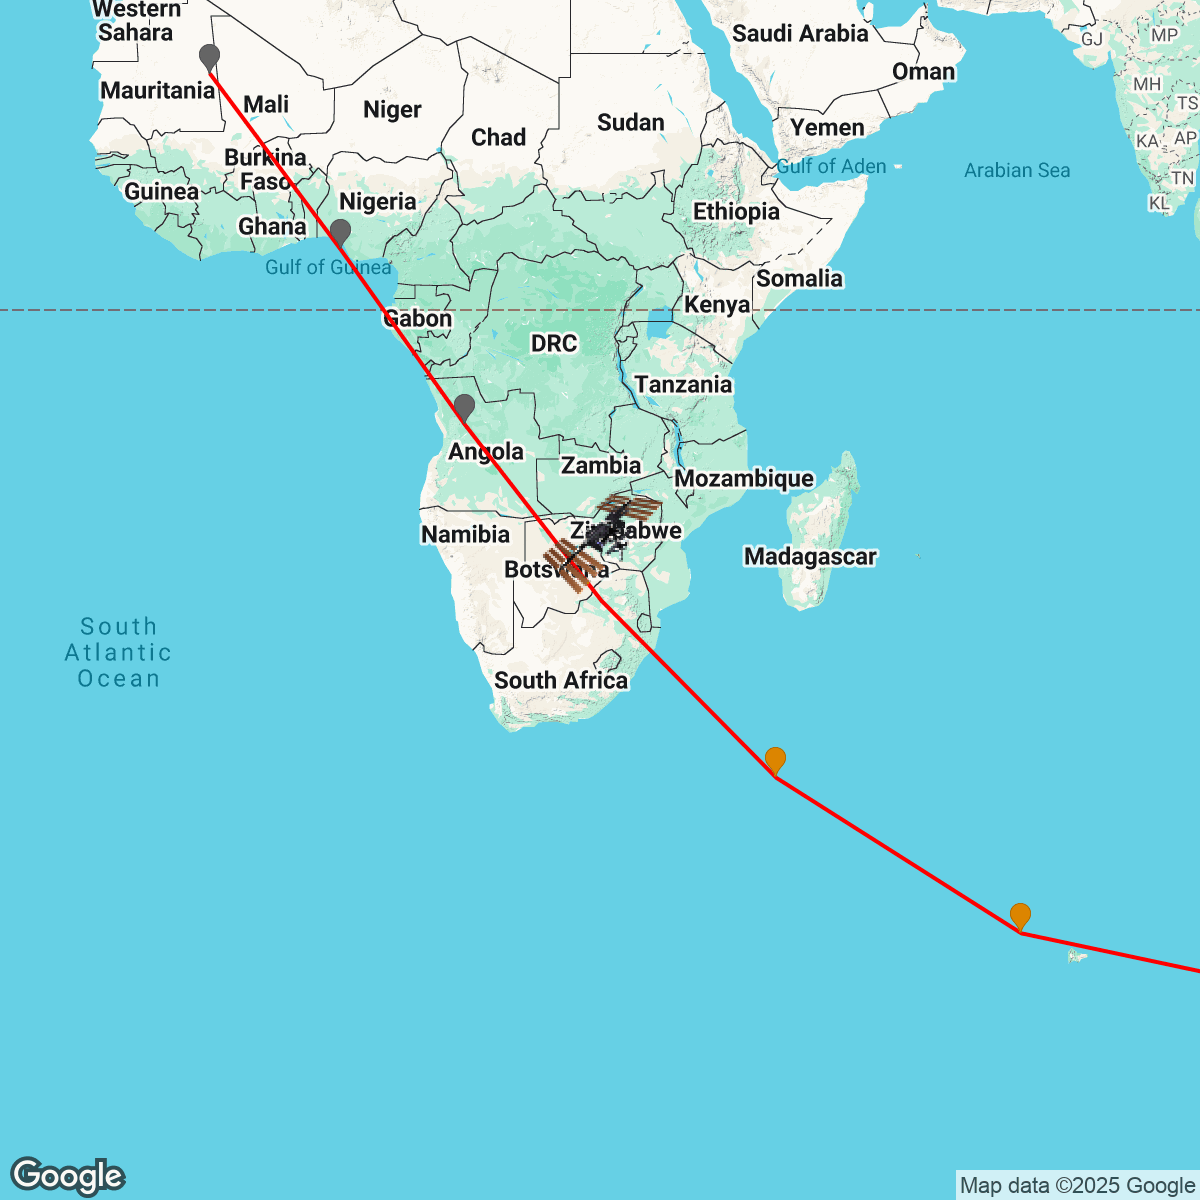 Western
Sahara
Saudi Arabia
GJ
MP
Oman
MH
Mauritania
Mali
Niger
TS
Sudan
Yemen
Chad
KA
AP
Burkina
Faso
Gulf of Aden
Arabian Sea
TN
Guinea
Nigeria
KL
Ethiopia
Ghana
Gulf of Guinea
Somalia
Kenya
Gabon
DRC
Tanzania
Angola
Zambia
Mozambique
Namibia
Zimbabwe
Madagascar
Botswana
South
Atlantic
Ocean
South Africa
Google
Map data ©2025 Google